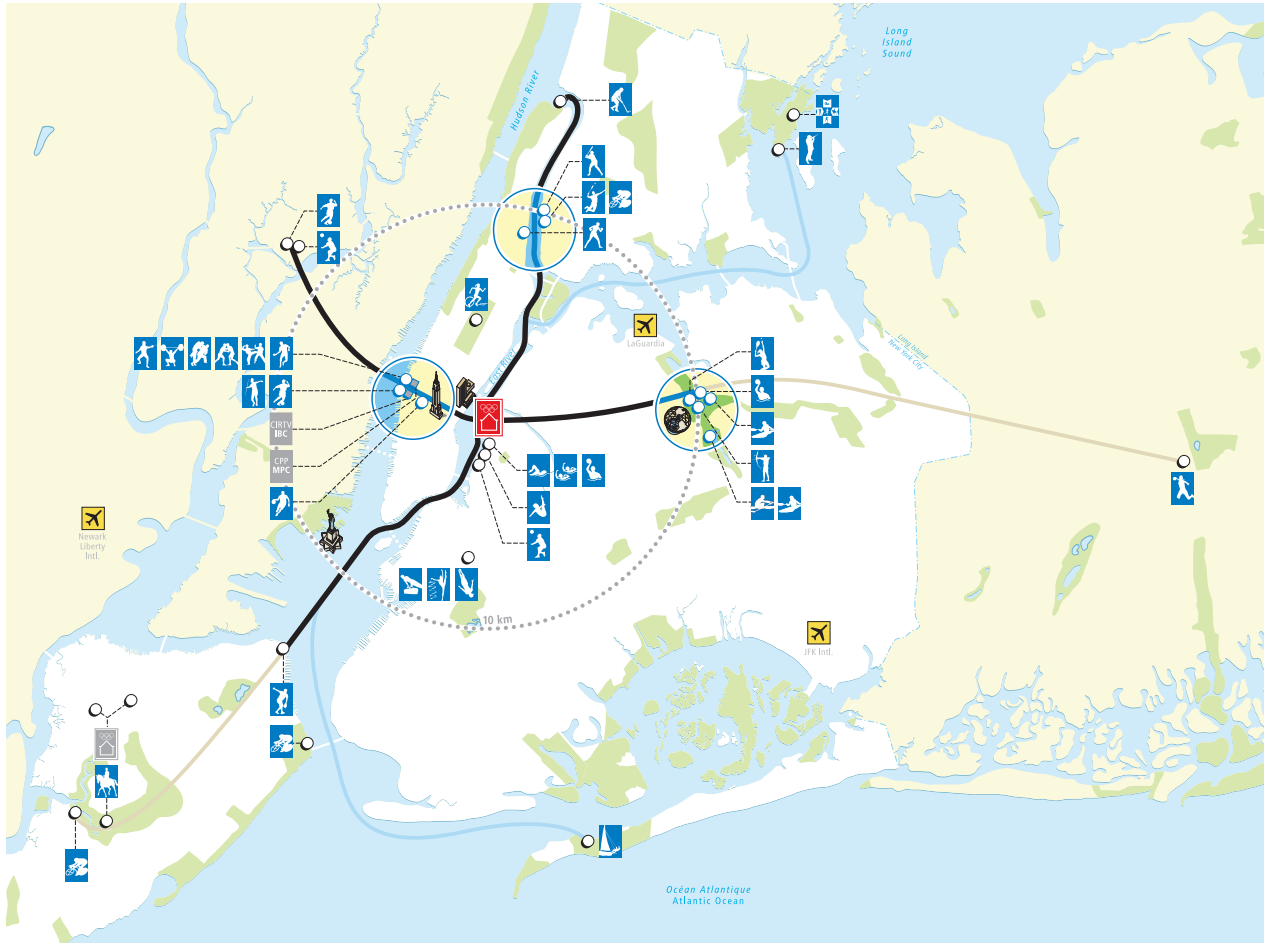 Long
Island
Sound
Hudson River
LaGuardia
East River
Long Island
New York City
CIRTV
IBC
CPP
MPC
Newark
Liberty
Intl.
10 km
JFK Intl.
Océan Atlantique
Atlantic Ocean